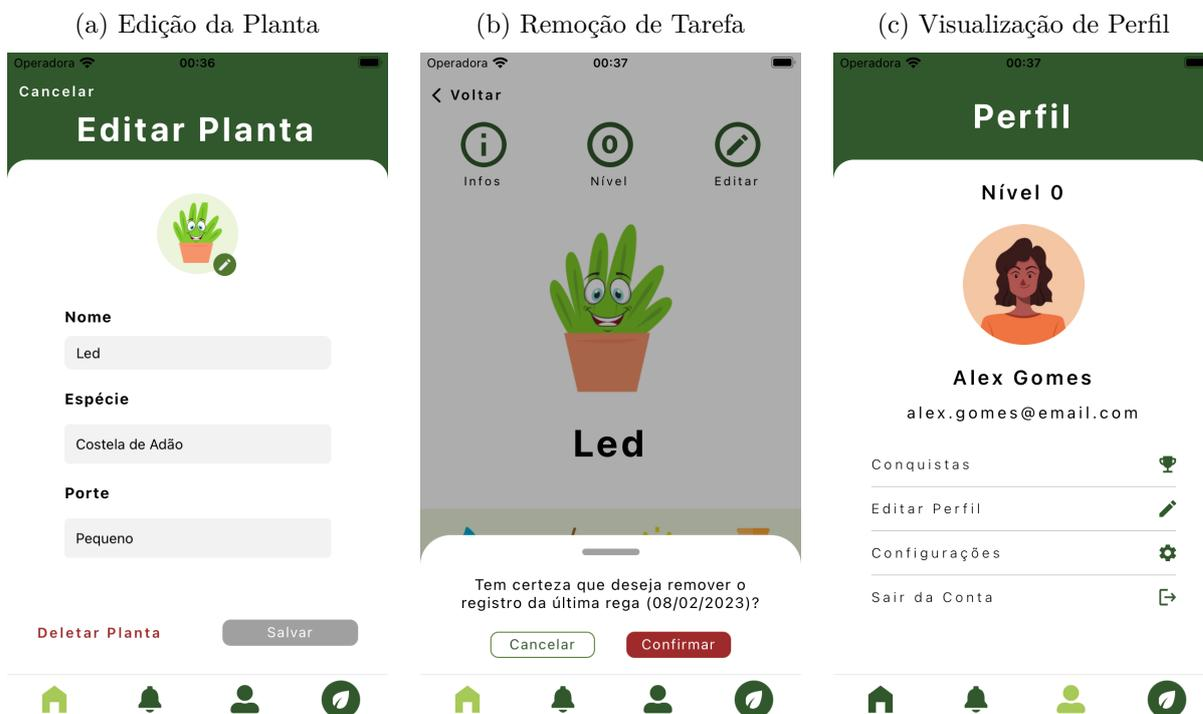 (a) Edição da Planta
Operadora 00:36
Cancelar
Editar Planta
Nome
Led
Espécie
Costela de Adão
Porte
Pequeno
Deletar Planta Salvar
(b) Remoção de Tarefa
Operadora 00:37
Voltar
0
Infos Nível Editar
Led
Tem certeza que deseja remover o
registro da última rega (08/02/2023)?
Cancelar Confirmar
(c) Visualização de Perfil
Operadora 00:37
Perfil
Nível 0
Alex Gomes
alex.gomes@email.com
Conquistas
Editar Perfil
Configurações
Sair da Conta